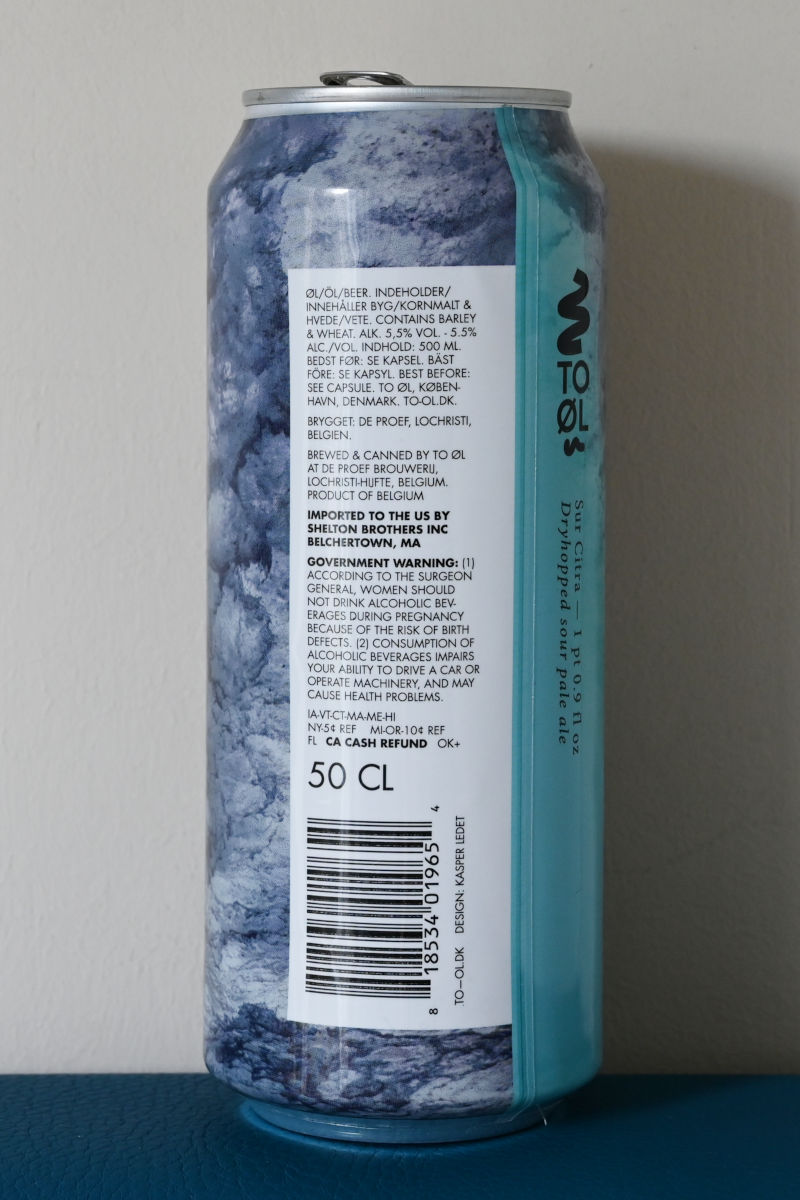 ØL/ÖL/BEER. INDEHOLDER/
INNEHÅLLER BYG/KORNMALT &
HVEDE/VETE. CONTAINS BARLEY
& WHEAT. ALK. 5,5% VOL. - 5.5%
ALC./VOL. INDHOLD: 500 ML.
BEDST FØR: SE KAPSEL. BÄST
FÖRE: SE KAPSYL. BEST BEFORE:
SEE CAPSULE. TO ØL, KØBEN-
HAVN, DENMARK. TO-OL.DK.
BRYGGET: DE PROEF, LOCHRISTI,
BELGIEN.
BREWED & CANNED BY TO ØL
AT DE PROEF BROUWERIJ,
LOCHRISTI-HIJFTE, BELGIUM.
PRODUCT OF BELGIUM
IMPORTED TO THE US BY
SHELTON BROTHERS INC
BELCHERTOWN, MA
GOVERNMENT WARNING: (1)
ACCORDING TO THE SURGEON
GENERAL, WOMEN SHOULD
NOT DRINK ALCOHOLIC BEV-
ERAGES DURING PREGNANCY
BECAUSE OF THE RISK OF BIRTH
DEFECTS. (2) CONSUMPTION OF
ALCOHOLIC BEVERAGES IMPAIRS
YOUR ABILITY TO DRIVE A CAR OR
OPERATE MACHINERY, AND MAY
CAUSE HEALTH PROBLEMS.
IA-VT-CT-MA-ME-HI
NY-5¢ REF MI-OR-10¢ REF
FL CA CASH REFUND OK+
50 CL
8 18534 01965 4
TO—OL.DK DESIGN: KASPER LEDET
TO
ØL
Sur Citra — 1 pt 0.9 fl oz
Dryhopped sour pale ale